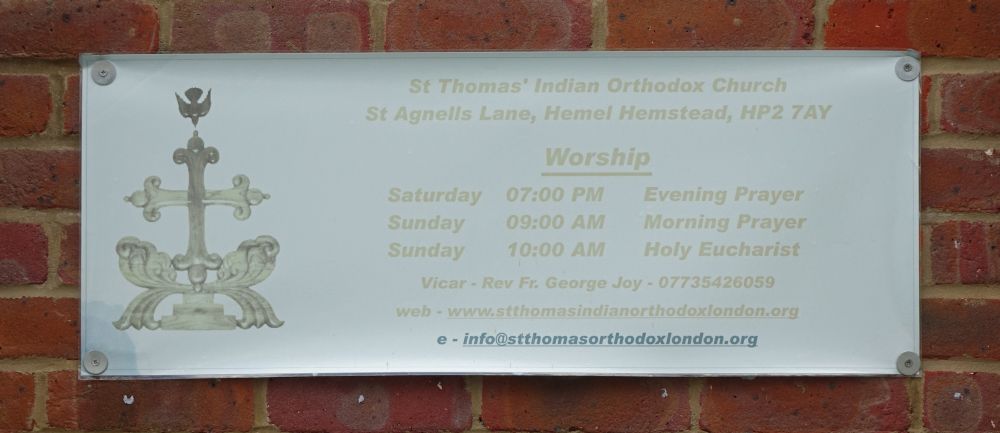 St Thomas' Indian Orthodox Church
St Agnells Lane, Hemel Hemstead, HP2 7AY
Worship
Saturday 07:00 PM Evening Prayer
Sunday 09:00 AM Morning Prayer
Sunday 10:00 AM Holy Eucharist
Vicar - Rev Fr. George Joy - 07735426059
web - www.stthomasindianorthodoxlondon.org
e - info@stthomasorthodoxlondon.org